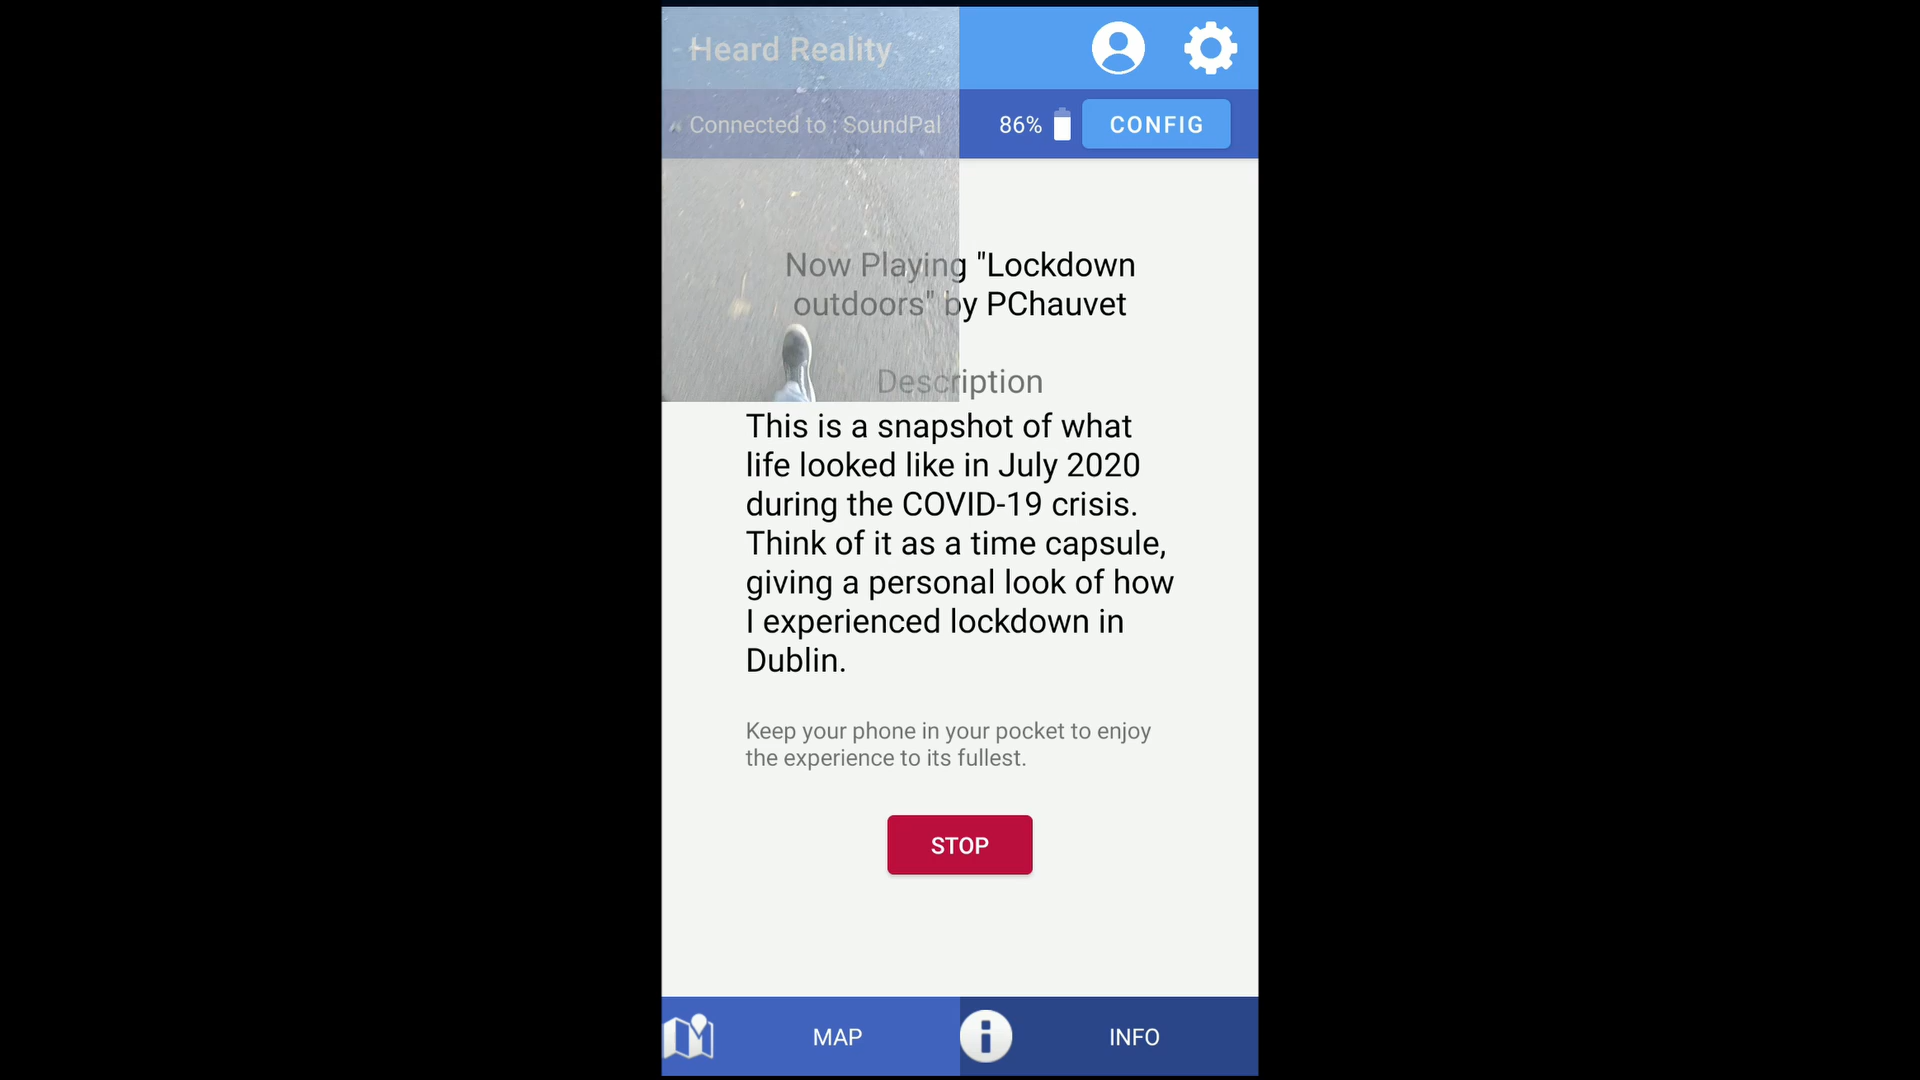 Heard Reality
Connected to : SoundPal
86%
CONFIG
Now Playing "Lockdown
outdoors" by PChauvet
Description
This is a snapshot of what
life looked like in July 2020
during the COVID-19 crisis.
Think of it as a time capsule,
giving a personal look of how
I experienced lockdown in
Dublin.
Keep your phone in your pocket to enjoy
the experience to its fullest.
STOP
MAP
INFO